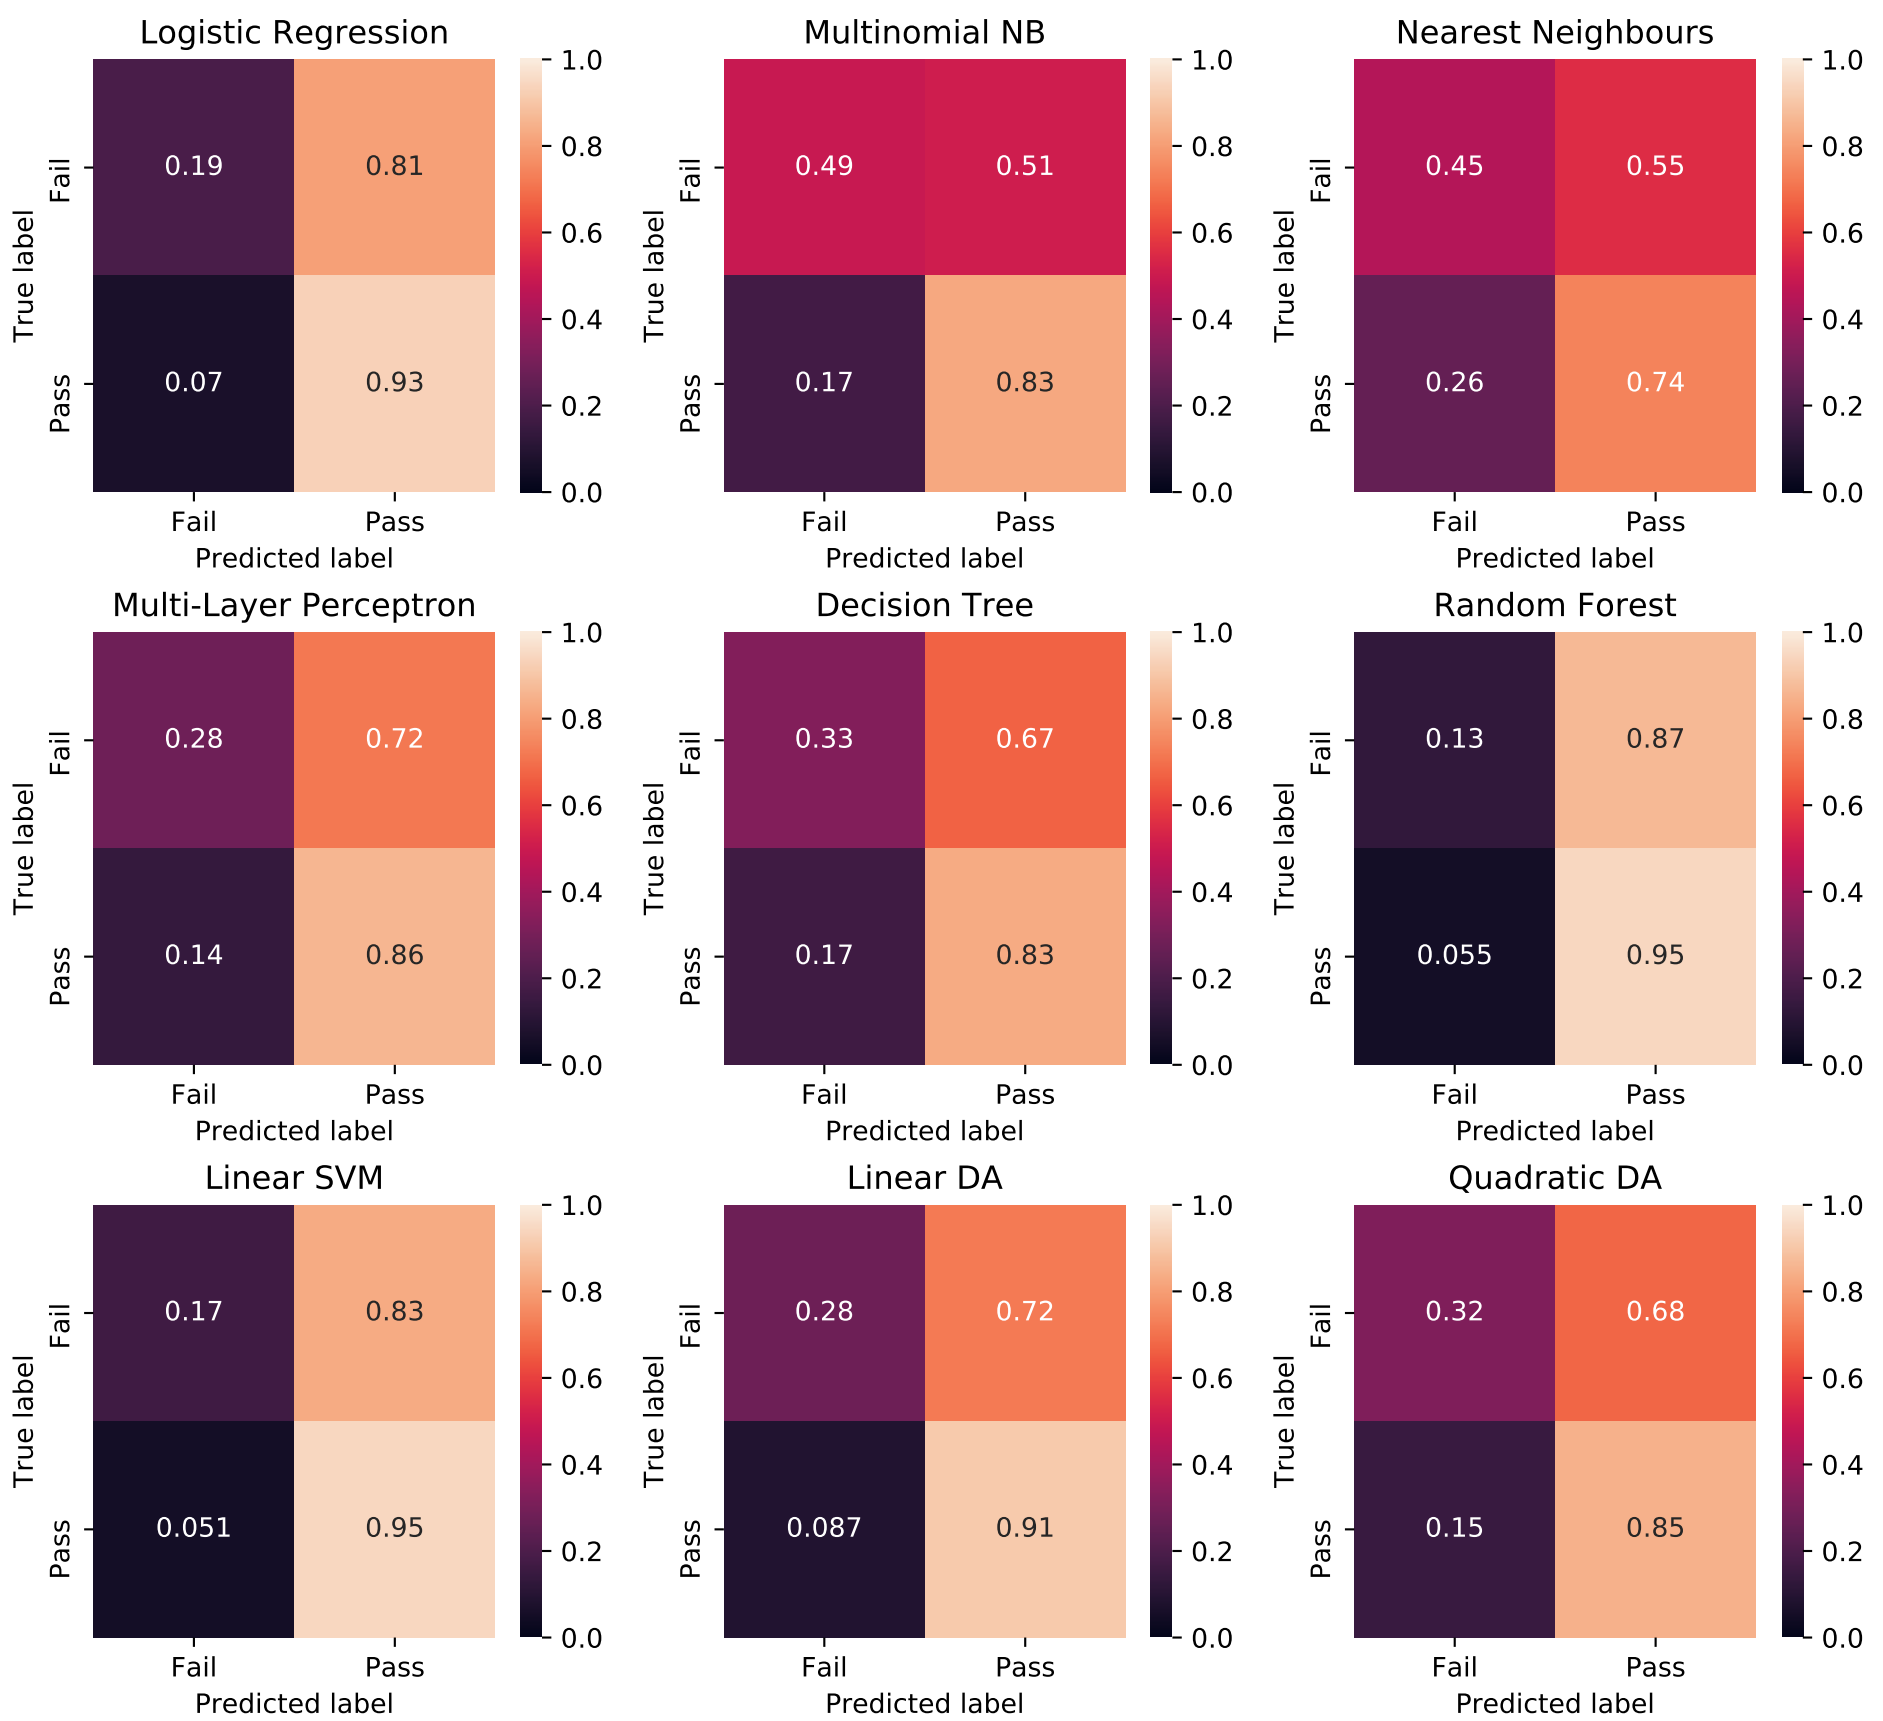 Logistic Regression
1.0
0.8
0.6
0.4
0.2
0.0
True label
Fail
Pass
0.19 0.81
0.07 0.93
Fail Pass
Predicted label
Multinomial NB
1.0
0.8
0.6
0.4
0.2
0.0
True label
Fail
Pass
0.49 0.51
0.17 0.83
Fail Pass
Predicted label
Nearest Neighbours
1.0
0.8
0.6
0.4
0.2
0.0
True label
Fail
Pass
0.45 0.55
0.26 0.74
Fail Pass
Predicted label
Multi-Layer Perceptron
1.0
0.8
0.6
0.4
0.2
0.0
True label
Fail
Pass
0.28 0.72
0.14 0.86
Fail Pass
Predicted label
Decision Tree
1.0
0.8
0.6
0.4
0.2
0.0
True label
Fail
Pass
0.33 0.67
0.17 0.83
Fail Pass
Predicted label
Random Forest
1.0
0.8
0.6
0.4
0.2
0.0
True label
Fail
Pass
0.13 0.87
0.055 0.95
Fail Pass
Predicted label
Linear SVM
1.0
0.8
0.6
0.4
0.2
0.0
True label
Fail
Pass
0.17 0.83
0.051 0.95
Fail Pass
Predicted label
Linear DA
1.0
0.8
0.6
0.4
0.2
0.0
True label
Fail
Pass
0.28 0.72
0.087 0.91
Fail Pass
Predicted label
Quadratic DA
1.0
0.8
0.6
0.4
0.2
0.0
True label
Fail
Pass
0.32 0.68
0.15 0.85
Fail Pass
Predicted label